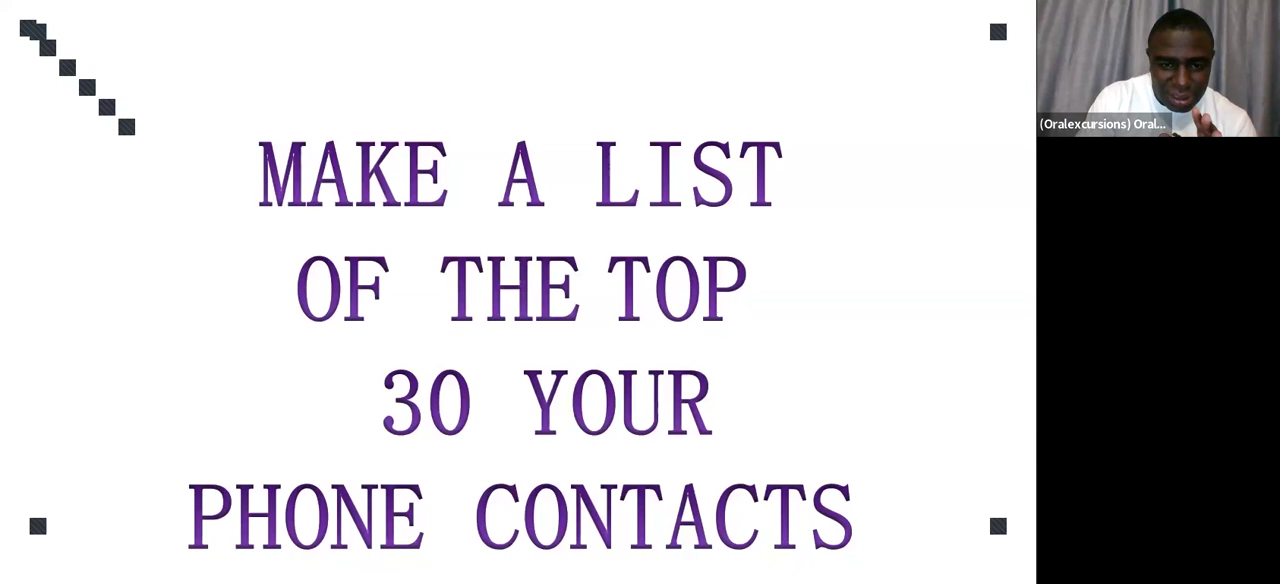 MAKE A LIST
OF THE TOP
30 YOUR
PHONE CONTACTS
(Oralexcursions) Oral...